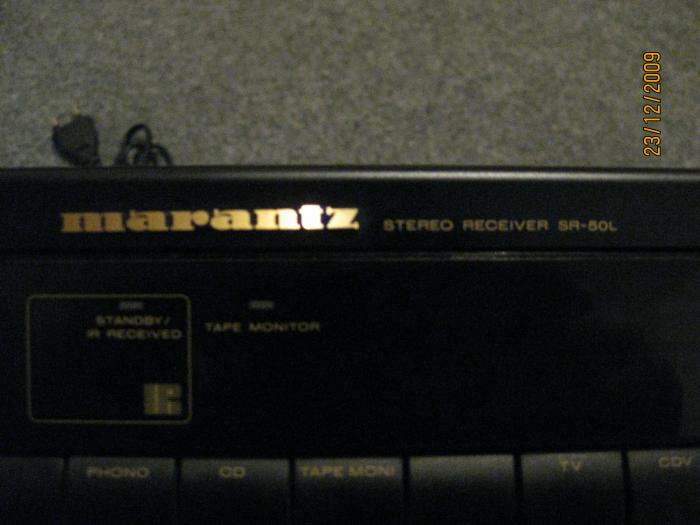 23/12/2009
marantz STEREO RECEIVER SR-50L
STANDBY/
IR RECEIVED
TAPE MONITOR
PHONO CD TAPE MONI TV CDV